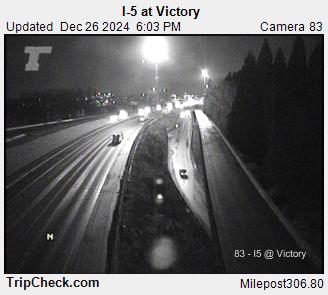 I-5 at Victory
Updated  Dec 26 2024  6:03 PM
Camera 83
T
N
83 - I5 @ Victory
TripCheck.com
Milepost306.80